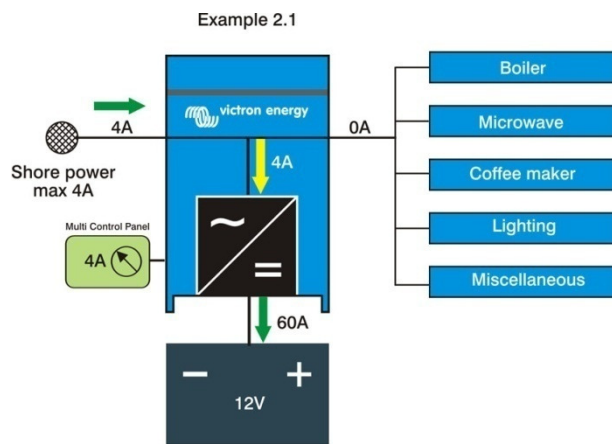 Example 2.1
victron energy
4A
0A
Shore power
max 4A
4A
Multi Control Panel
4A
60A
12V
Boiler
Microwave
Coffee maker
Lighting
Miscellaneous